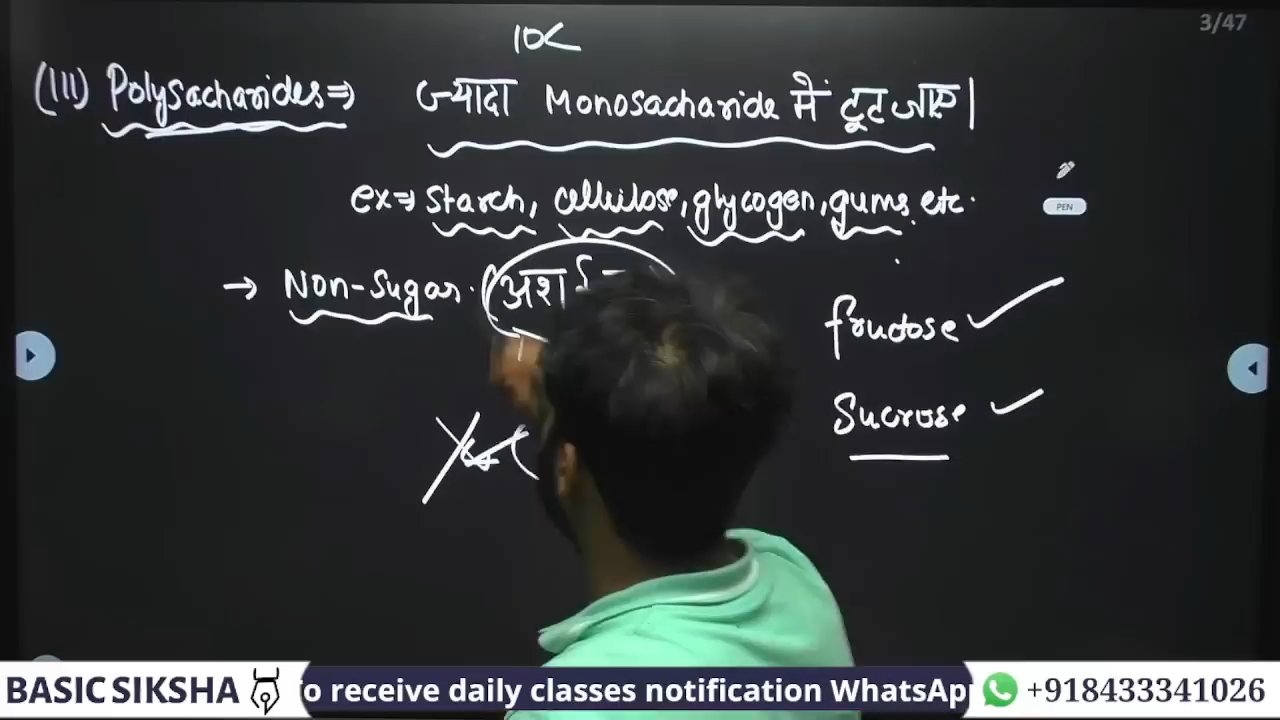 3/47
10<
(III) Polysacharides⇒ ज्यादा Monosacharide में टूट जाए।
ex⇒ starch, cellulose, glycogen, gums, etc.
→ Non-Sugar. (अश
fructose ✓
Sucrose ✓
PEN
BASIC SIKSHA o receive daily classes notification WhatsAp +918433341026